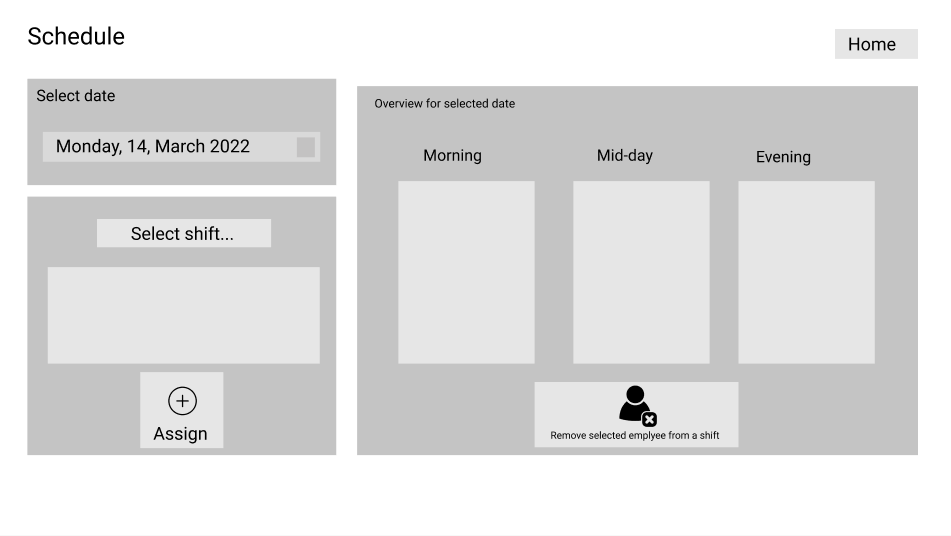 Schedule
Home
Select date
Monday, 14, March 2022
Select shift...
Assign
Overview for selected date
Morning
Mid-day
Evening
Remove selected emplyee from a shift